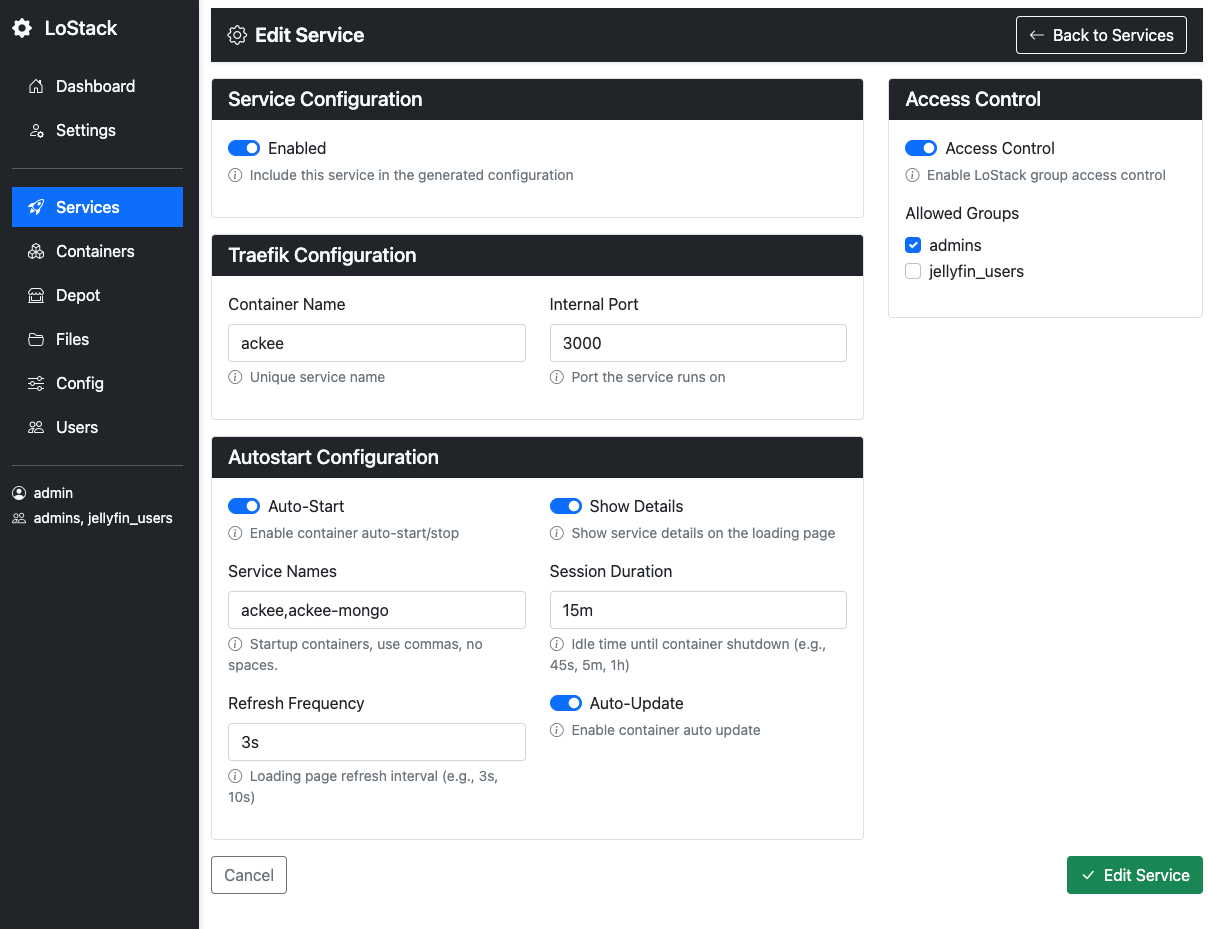 LoStack
Dashboard
Settings
Services
Containers
Depot
Files
Config
Users
admin
admins, jellyfin_users
Edit Service
Back to Services
Service Configuration
Enabled
Include this service in the generated configuration
Traefik Configuration
Container Name
Internal Port
ackee
3000
Unique service name
Port the service runs on
Autostart Configuration
Auto-Start
Show Details
Enable container auto-start/stop
Show service details on the loading page
Service Names
Session Duration
ackee,ackee-mongo
15m
Startup containers, use commas, no
spaces.
Idle time until container shutdown (e.g.,
45s, 5m, 1h)
Refresh Frequency
Auto-Update
3s
Enable container auto update
Loading page refresh interval (e.g., 3s,
10s)
Access Control
Access Control
Enable LoStack group access control
Allowed Groups
admins
jellyfin_users
Cancel
Edit Service